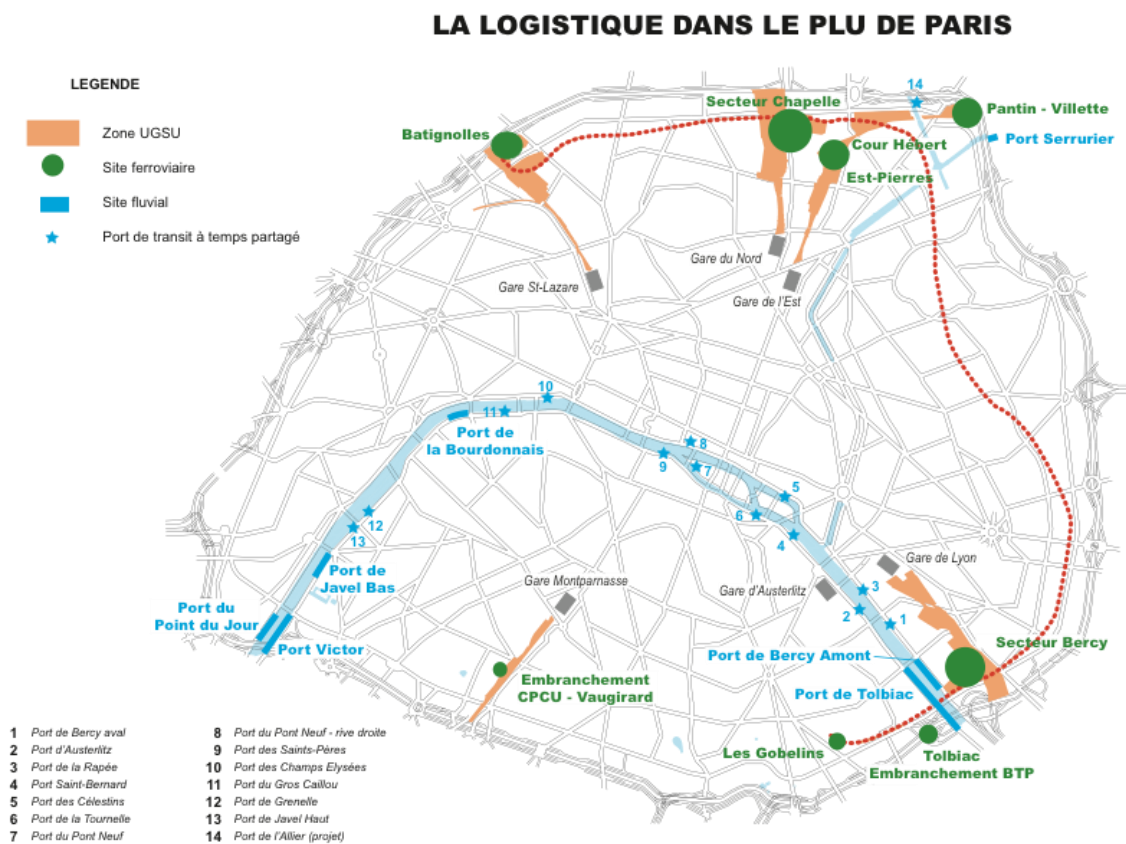 LA LOGISTIQUE DANS LE PLU DE PARIS
LEGENDE
Zone UGSU
Site ferroviaire
Site fluvial
Port de transit à temps partagé
14
Secteur Chapelle
Pantin - Villette
Batignolles
Cour Hébert
Port Serrurier
Est-Pierres
Gare du Nord
Gare St-Lazare
Gare de l'Est
10
11
Port de
la Bourdonnais
8
9
7
5
6
12
13
4
Gare de Lyon
Port de
Javel Bas
Gare Montparnasse
Gare d'Austerlitz
3
2
1
Port du
Point du Jour
Port Victor
Secteur Bercy
Port de Bercy Amont
Embranchement
CPCU - Vaugirard
Port de Tolbiac
Les Gobelins
Tolbiac
Embranchement BTP
1 Port de Bercy aval
2 Port d'Austerlitz
3 Port de la Rapée
4 Port Saint-Bernard
5 Port des Célestins
6 Port de la Tournelle
7 Port du Pont Neuf
8 Port du Pont Neuf - rive droite
9 Port des Saints-Pères
10 Port des Champs Elysées
11 Port du Gros Caillou
12 Port de Grenelle
13 Port de Javel Haut
14 Port de l'Allier (projet)